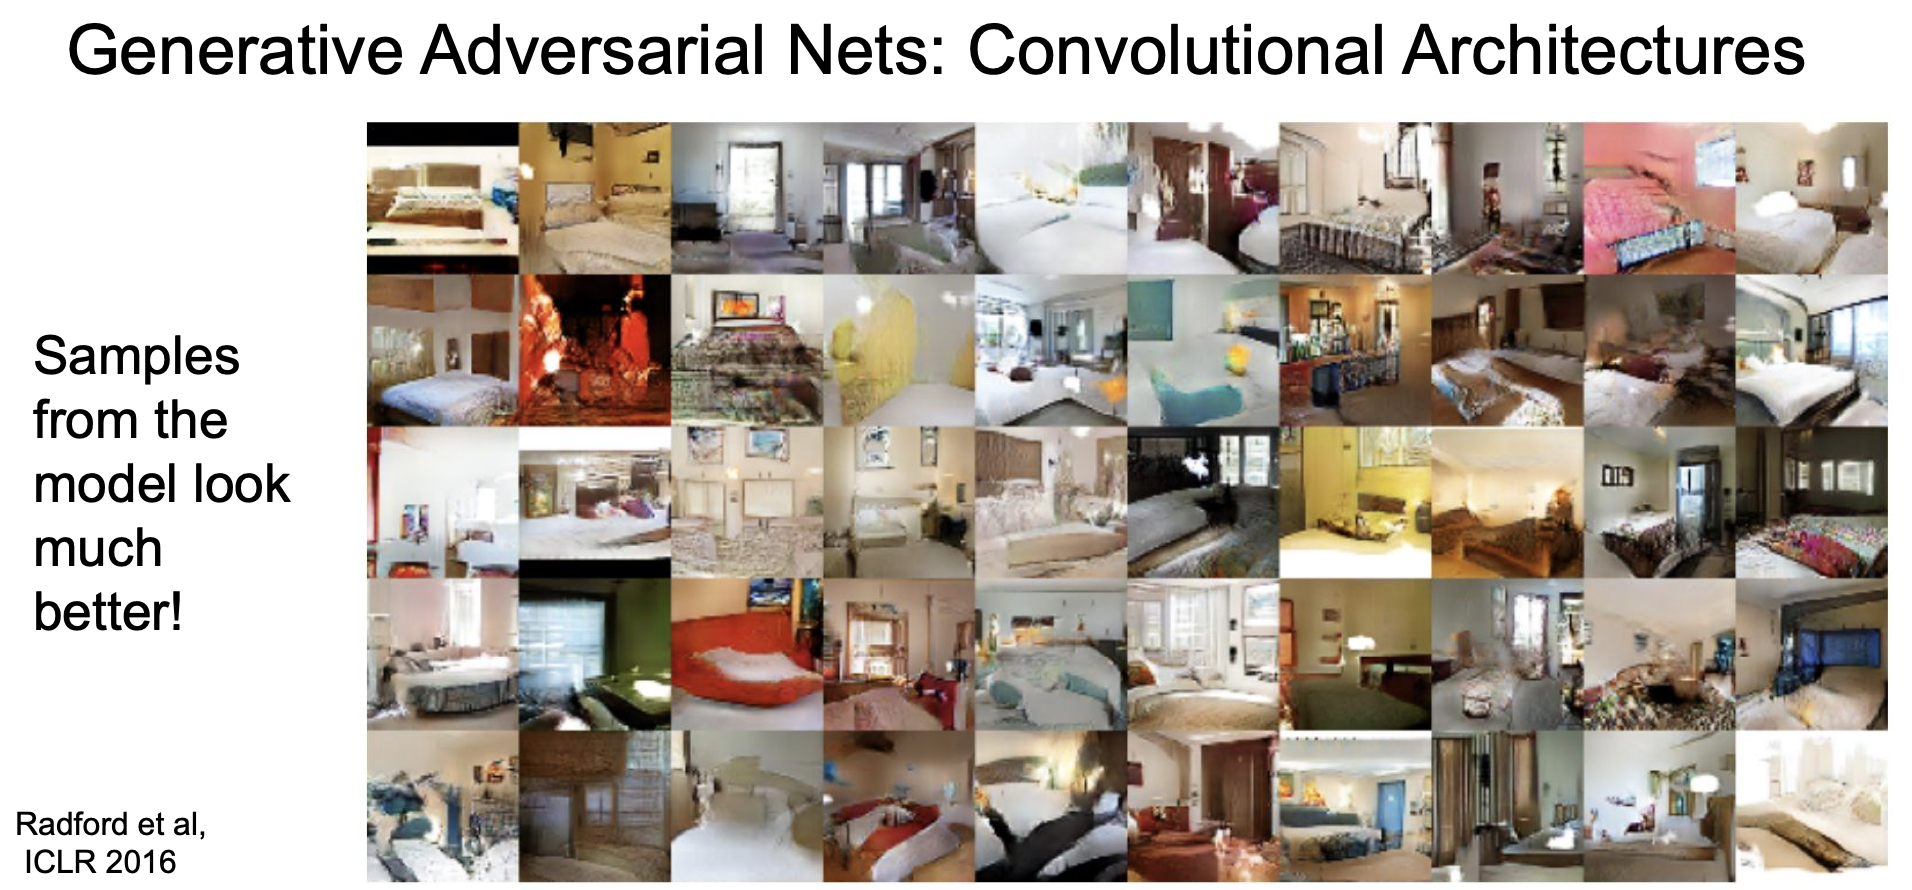 Generative Adversarial Nets: Convolutional Architectures
Samples
from the
model look
much
better!
Radford et al,
ICLR 2016